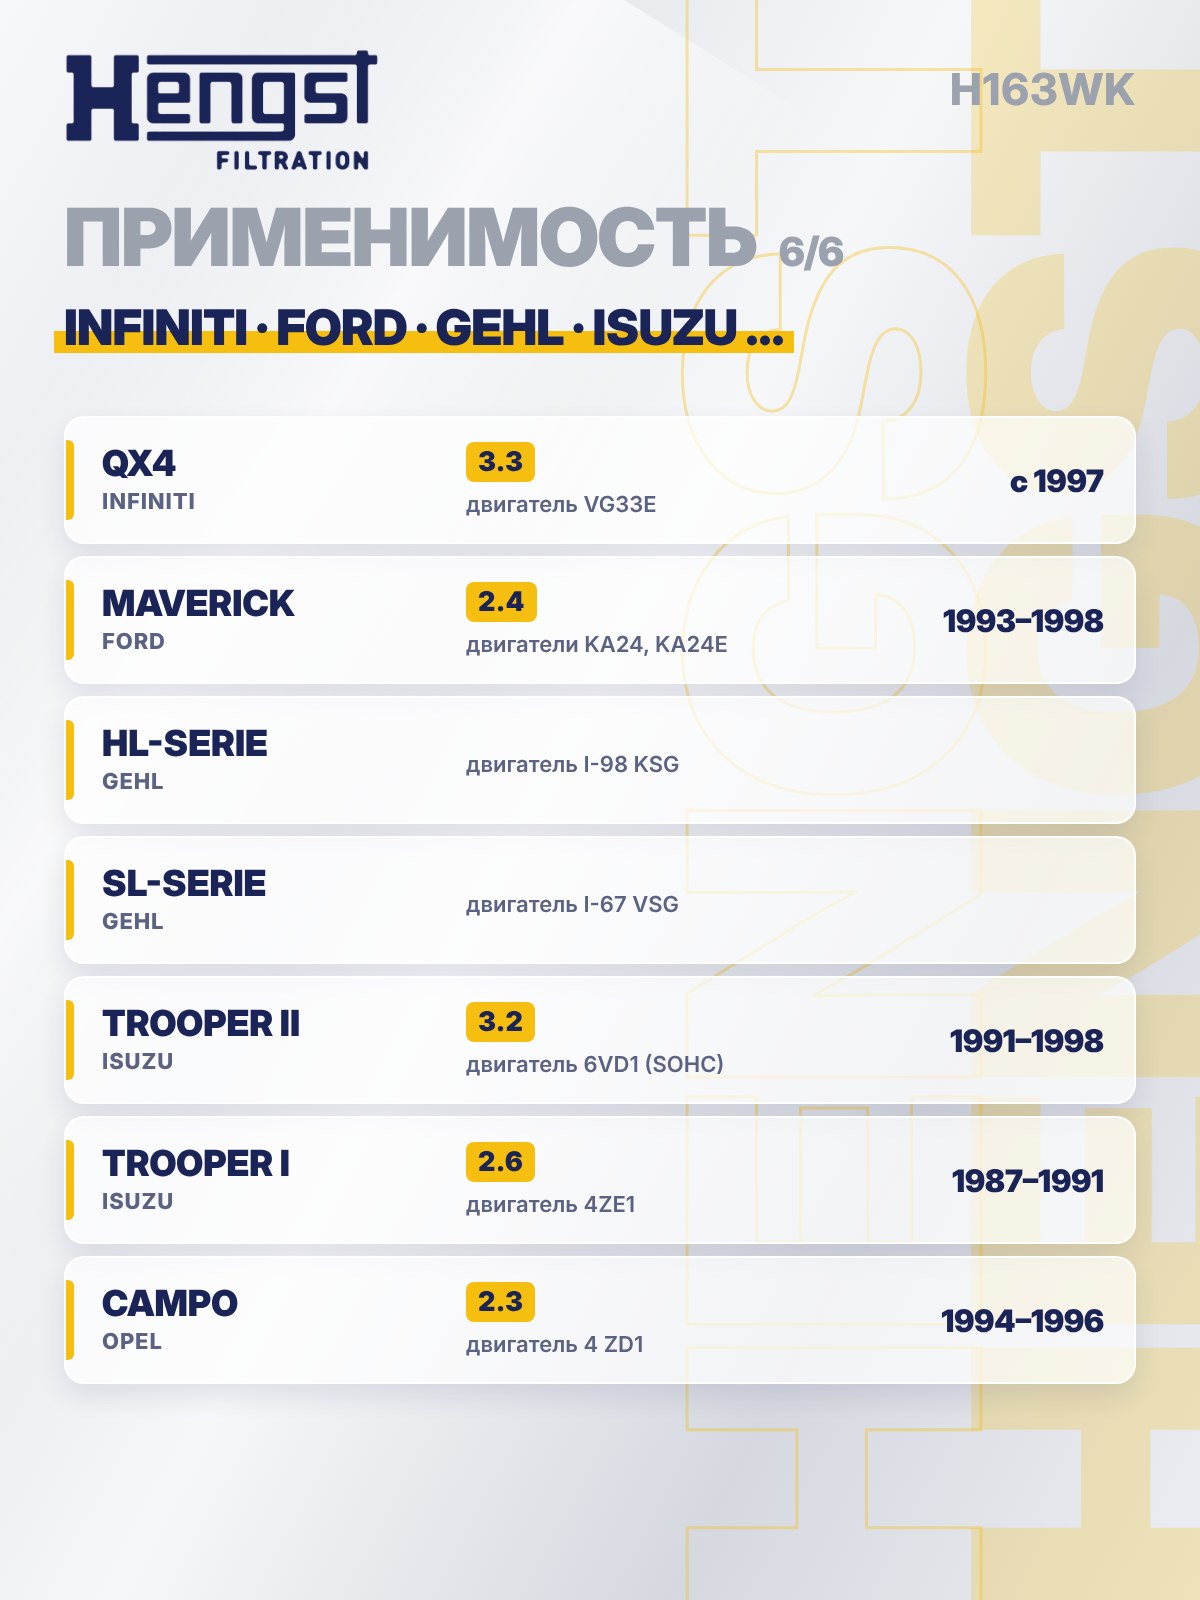 Hengst
FILTRATION
H163WK
ПРИМЕНИМОСТЬ 6/6
INFINITI · FORD · GEHL · ISUZU ...
QX4
INFINITI
3.3
двигатель VG33E
с 1997
MAVERICK
FORD
2.4
двигатели KA24, KA24E
1993–1998
HL-SERIE
GEHL
двигатель I-98 KSG
SL-SERIE
GEHL
двигатель I-67 VSG
TROOPER II
ISUZU
3.2
двигатель 6VD1 (SOHC)
1991–1998
TROOPER I
ISUZU
2.6
двигатель 4ZE1
1987–1991
CAMPO
OPEL
2.3
двигатель 4 ZD1
1994–1996
HENGST
HENGST